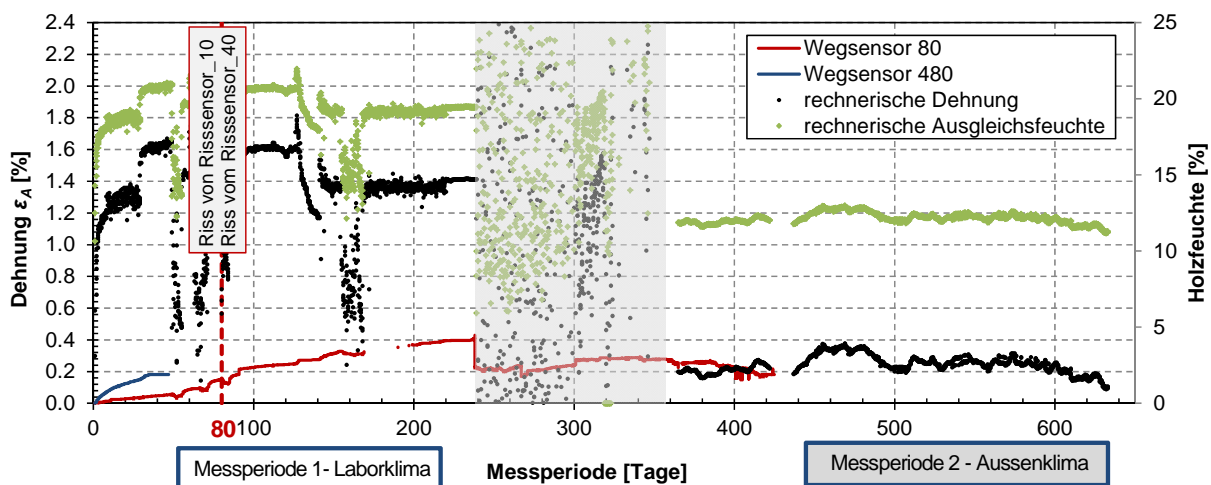 Dehnung εA [%]
2.4
2.2
2.0
1.8
1.6
1.4
1.2
1.0
0.8
0.6
0.4
0.2
0.0
Riss von Risssensor_10
Riss vom Risssensor_40
Wegsensor 80
Wegsensor 480
rechnerische Dehnung
rechnerische Ausgleichsfeuchte
25
20
15
10
5
0
Holzfeuchte [%]
0
80
100
200
300
400
500
600
Messperiode 1- Laborklima
Messperiode [Tage]
Messperiode 2 - Aussenklima